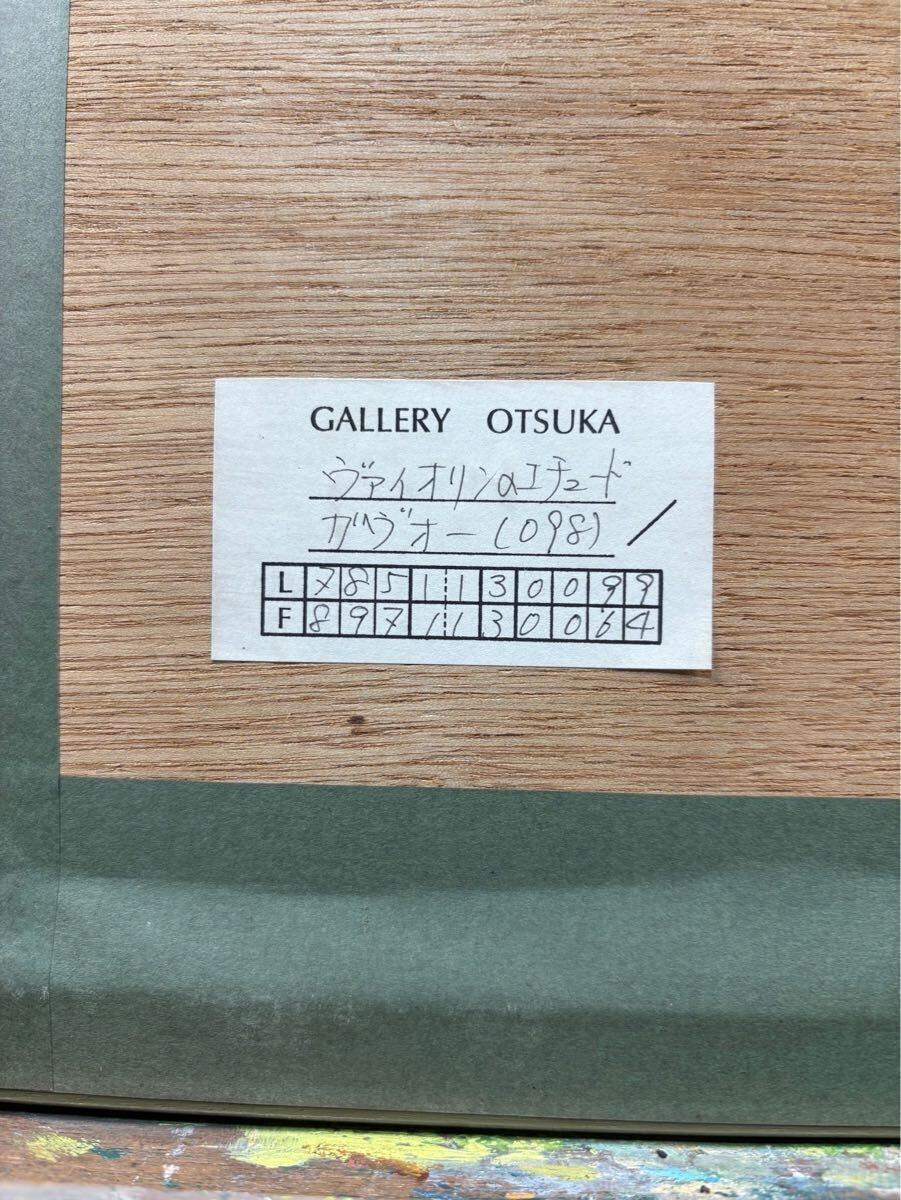 GALLERY OTSUKA
ヴァイオリンのエチュード
ガヴォー(098) /
L 7 8 5 1 1 3 0 0 9 9
F 8 9 7 1 1 3 0 0 6 4